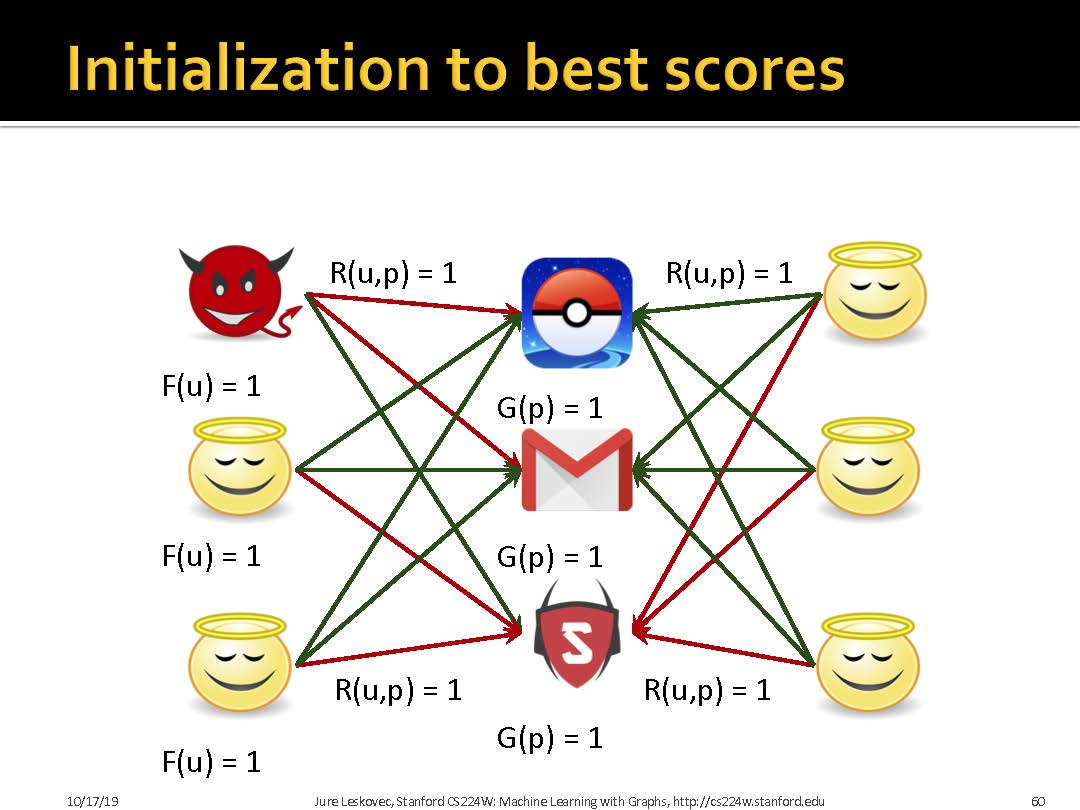 Initialization to best scores
R(u,p) = 1
R(u,p) = 1
F(u) = 1
G(p) = 1
F(u) = 1
G(p) = 1
S
R(u,p) = 1
R(u,p) = 1
G(p) = 1
F(u) = 1
10/17/19
Jure Leskovec, Stanford CS224W: Machine Learning with Graphs, http://cs224w.stanford.edu
60